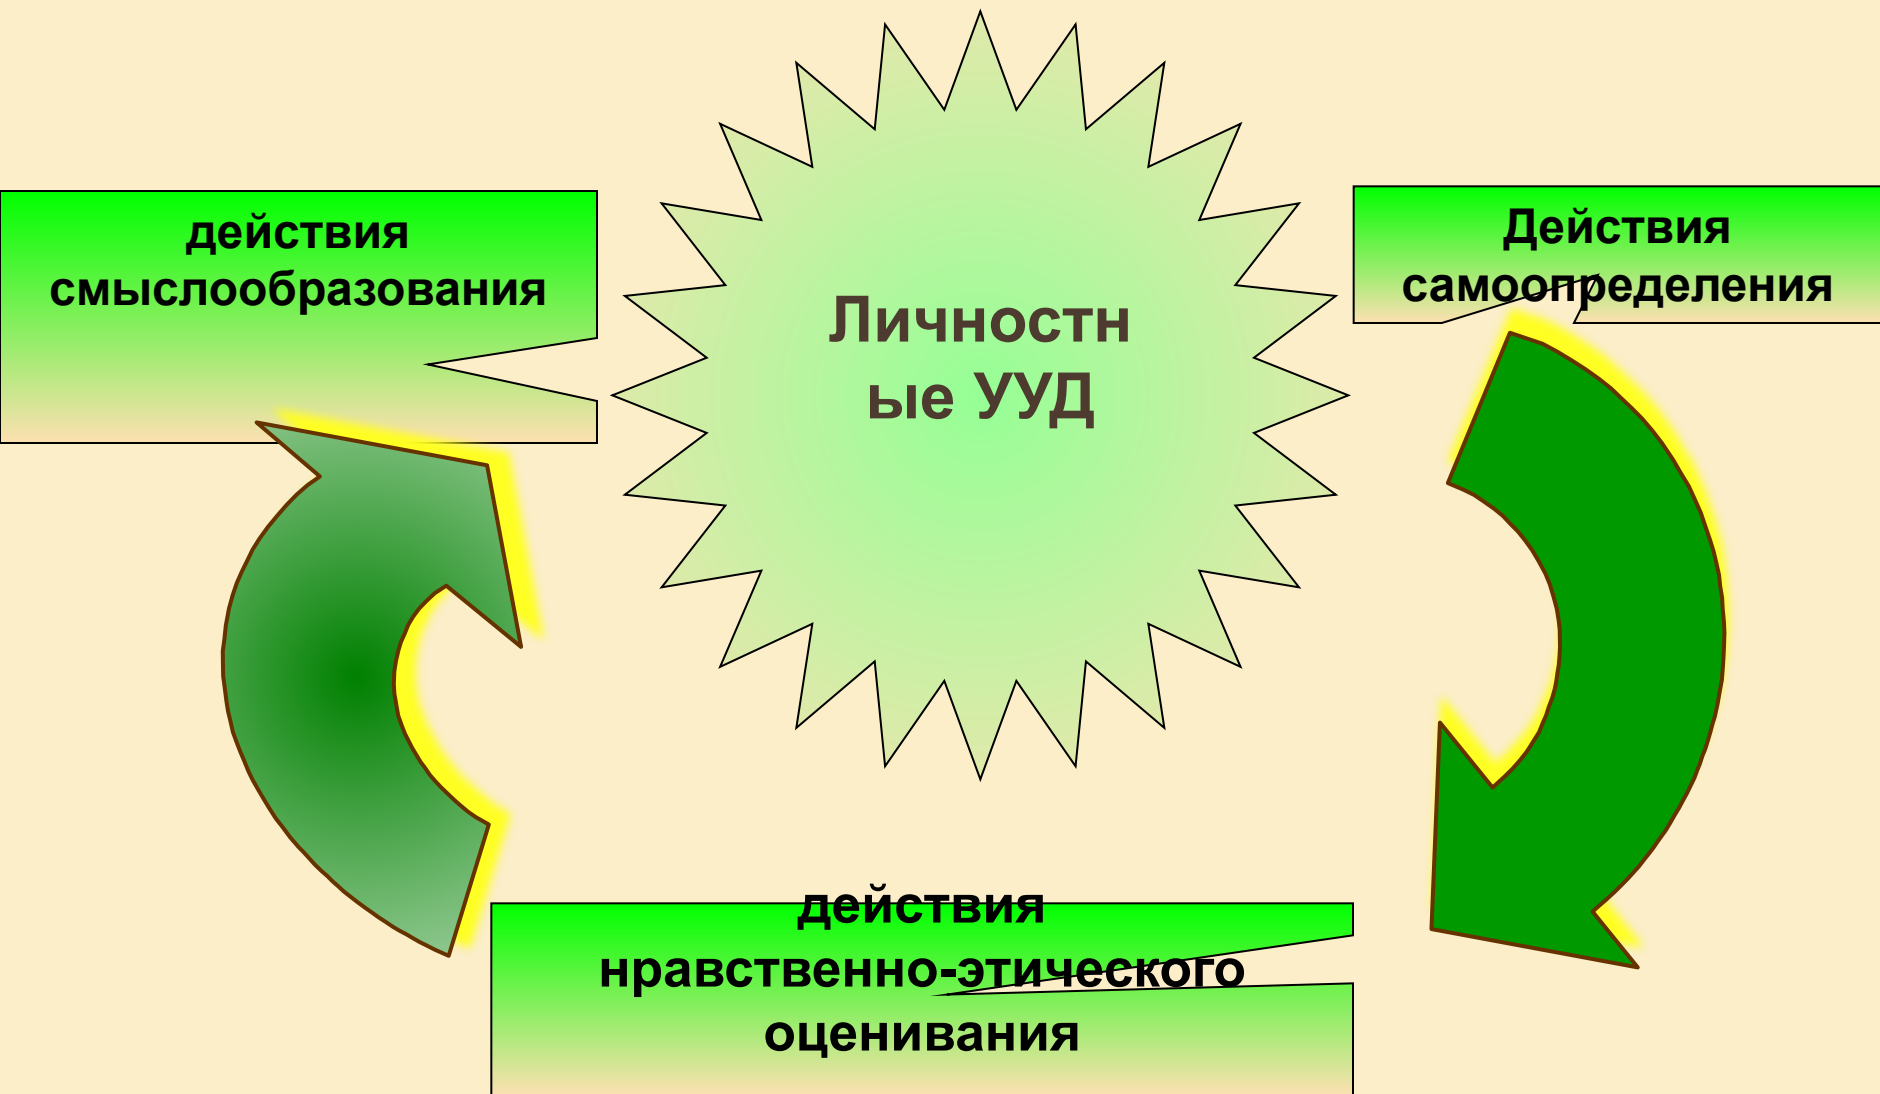 действия
смыслообразования
Личностн
ые УУД
Действия
самоопределения
действия
нравственно-этического
оценивания